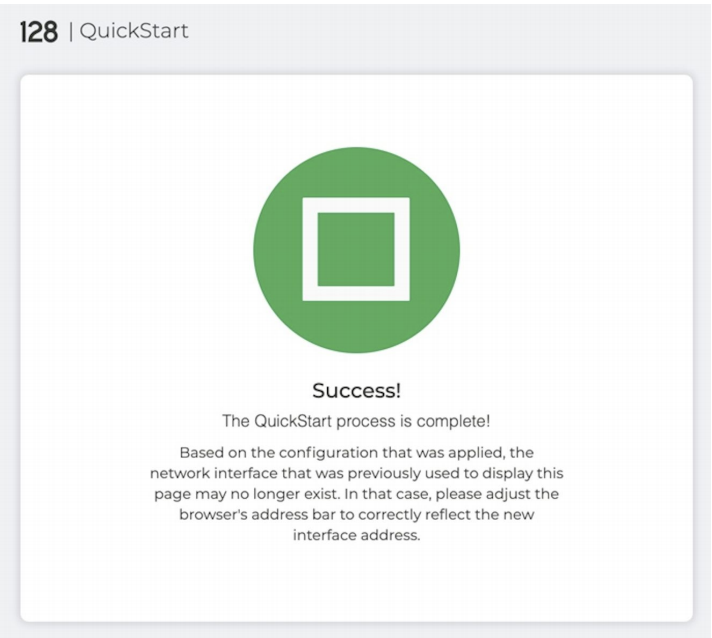 128 | QuickStart
Success!
The QuickStart process is complete!
Based on the configuration that was applied, the
network interface that was previously used to display this
page may no longer exist. In that case, please adjust the
browser's address bar to correctly reflect the new
interface address.